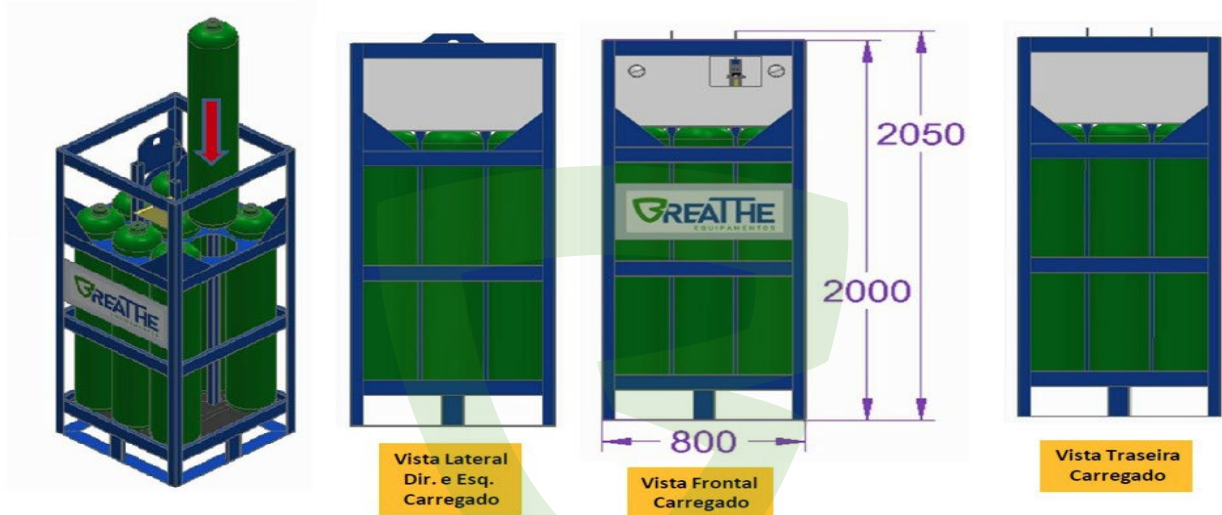 BREATHE
BREATHE
EQUIPAMENTOS
2050
2000
800
Vista Lateral
Dir. e Esq.
Carregado
Vista Frontal
Carregado
Vista Traseira
Carregado